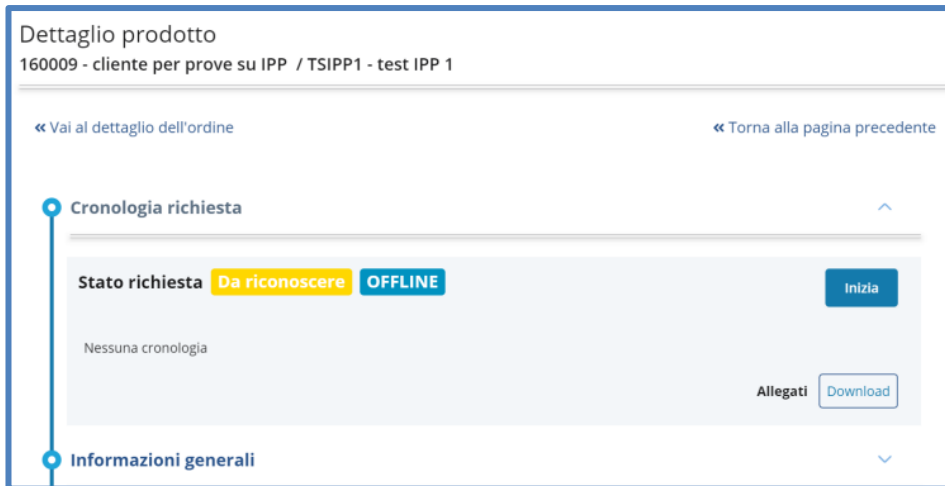 Dettaglio prodotto
160009 - cliente per prove su IPP / TSIPP1 - test IPP 1
« Vai al dettaglio dell'ordine
« Torna alla pagina precedente
Cronologia richiesta
Stato richiesta Da riconoscere OFFLINE Inizia
Nessuna cronologia
Allegati Download
Informazioni generali